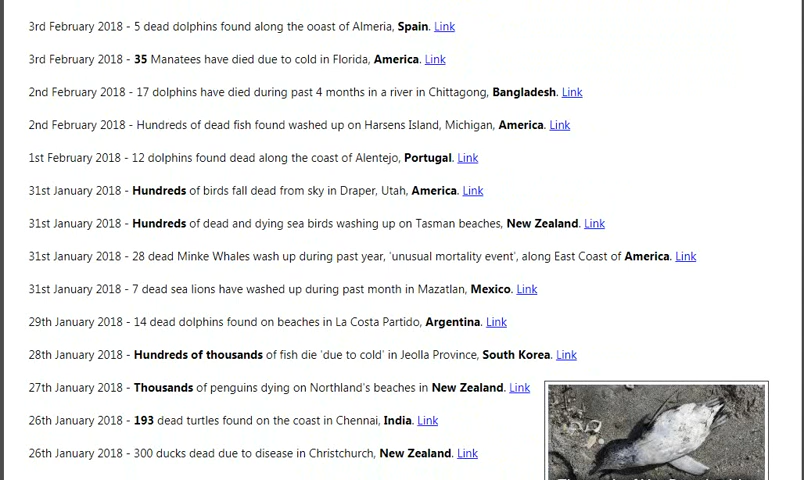 3rd February 2018 - 5 dead dolphins found along the coast of Almeria, Spain. Link
3rd February 2018 - 35 Manatees have died due to cold in Florida, America. Link
2nd February 2018 - 17 dolphins have died during past 4 months in a river in Chittagong, Bangladesh. Link
2nd February 2018 - Hundreds of dead fish found washed up on Harsens Island, Michigan, America. Link
1st February 2018 - 12 dolphins found dead along the coast of Alentejo, Portugal. Link
31st January 2018 - Hundreds of birds fall dead from sky in Draper, Utah, America. Link
31st January 2018 - Hundreds of dead and dying sea birds washing up on Tasman beaches, New Zealand. Link
31st January 2018 - 28 dead Minke Whales wash up during past year, 'unusual mortality event', along East Coast of America. Link
31st January 2018 - 7 dead sea lions have washed up during past month in Mazatlan, Mexico. Link
29th January 2018 - 14 dead dolphins found on beaches in La Costa Partido, Argentina. Link
28th January 2018 - Hundreds of thousands of fish die 'due to cold' in Jeolla Province, South Korea. Link
27th January 2018 - Thousands of penguins dying on Northland's beaches in New Zealand. Link
26th January 2018 - 193 dead turtles found on the coast in Chennai, India. Link
26th January 2018 - 300 ducks dead due to disease in Christchurch, New Zealand. Link